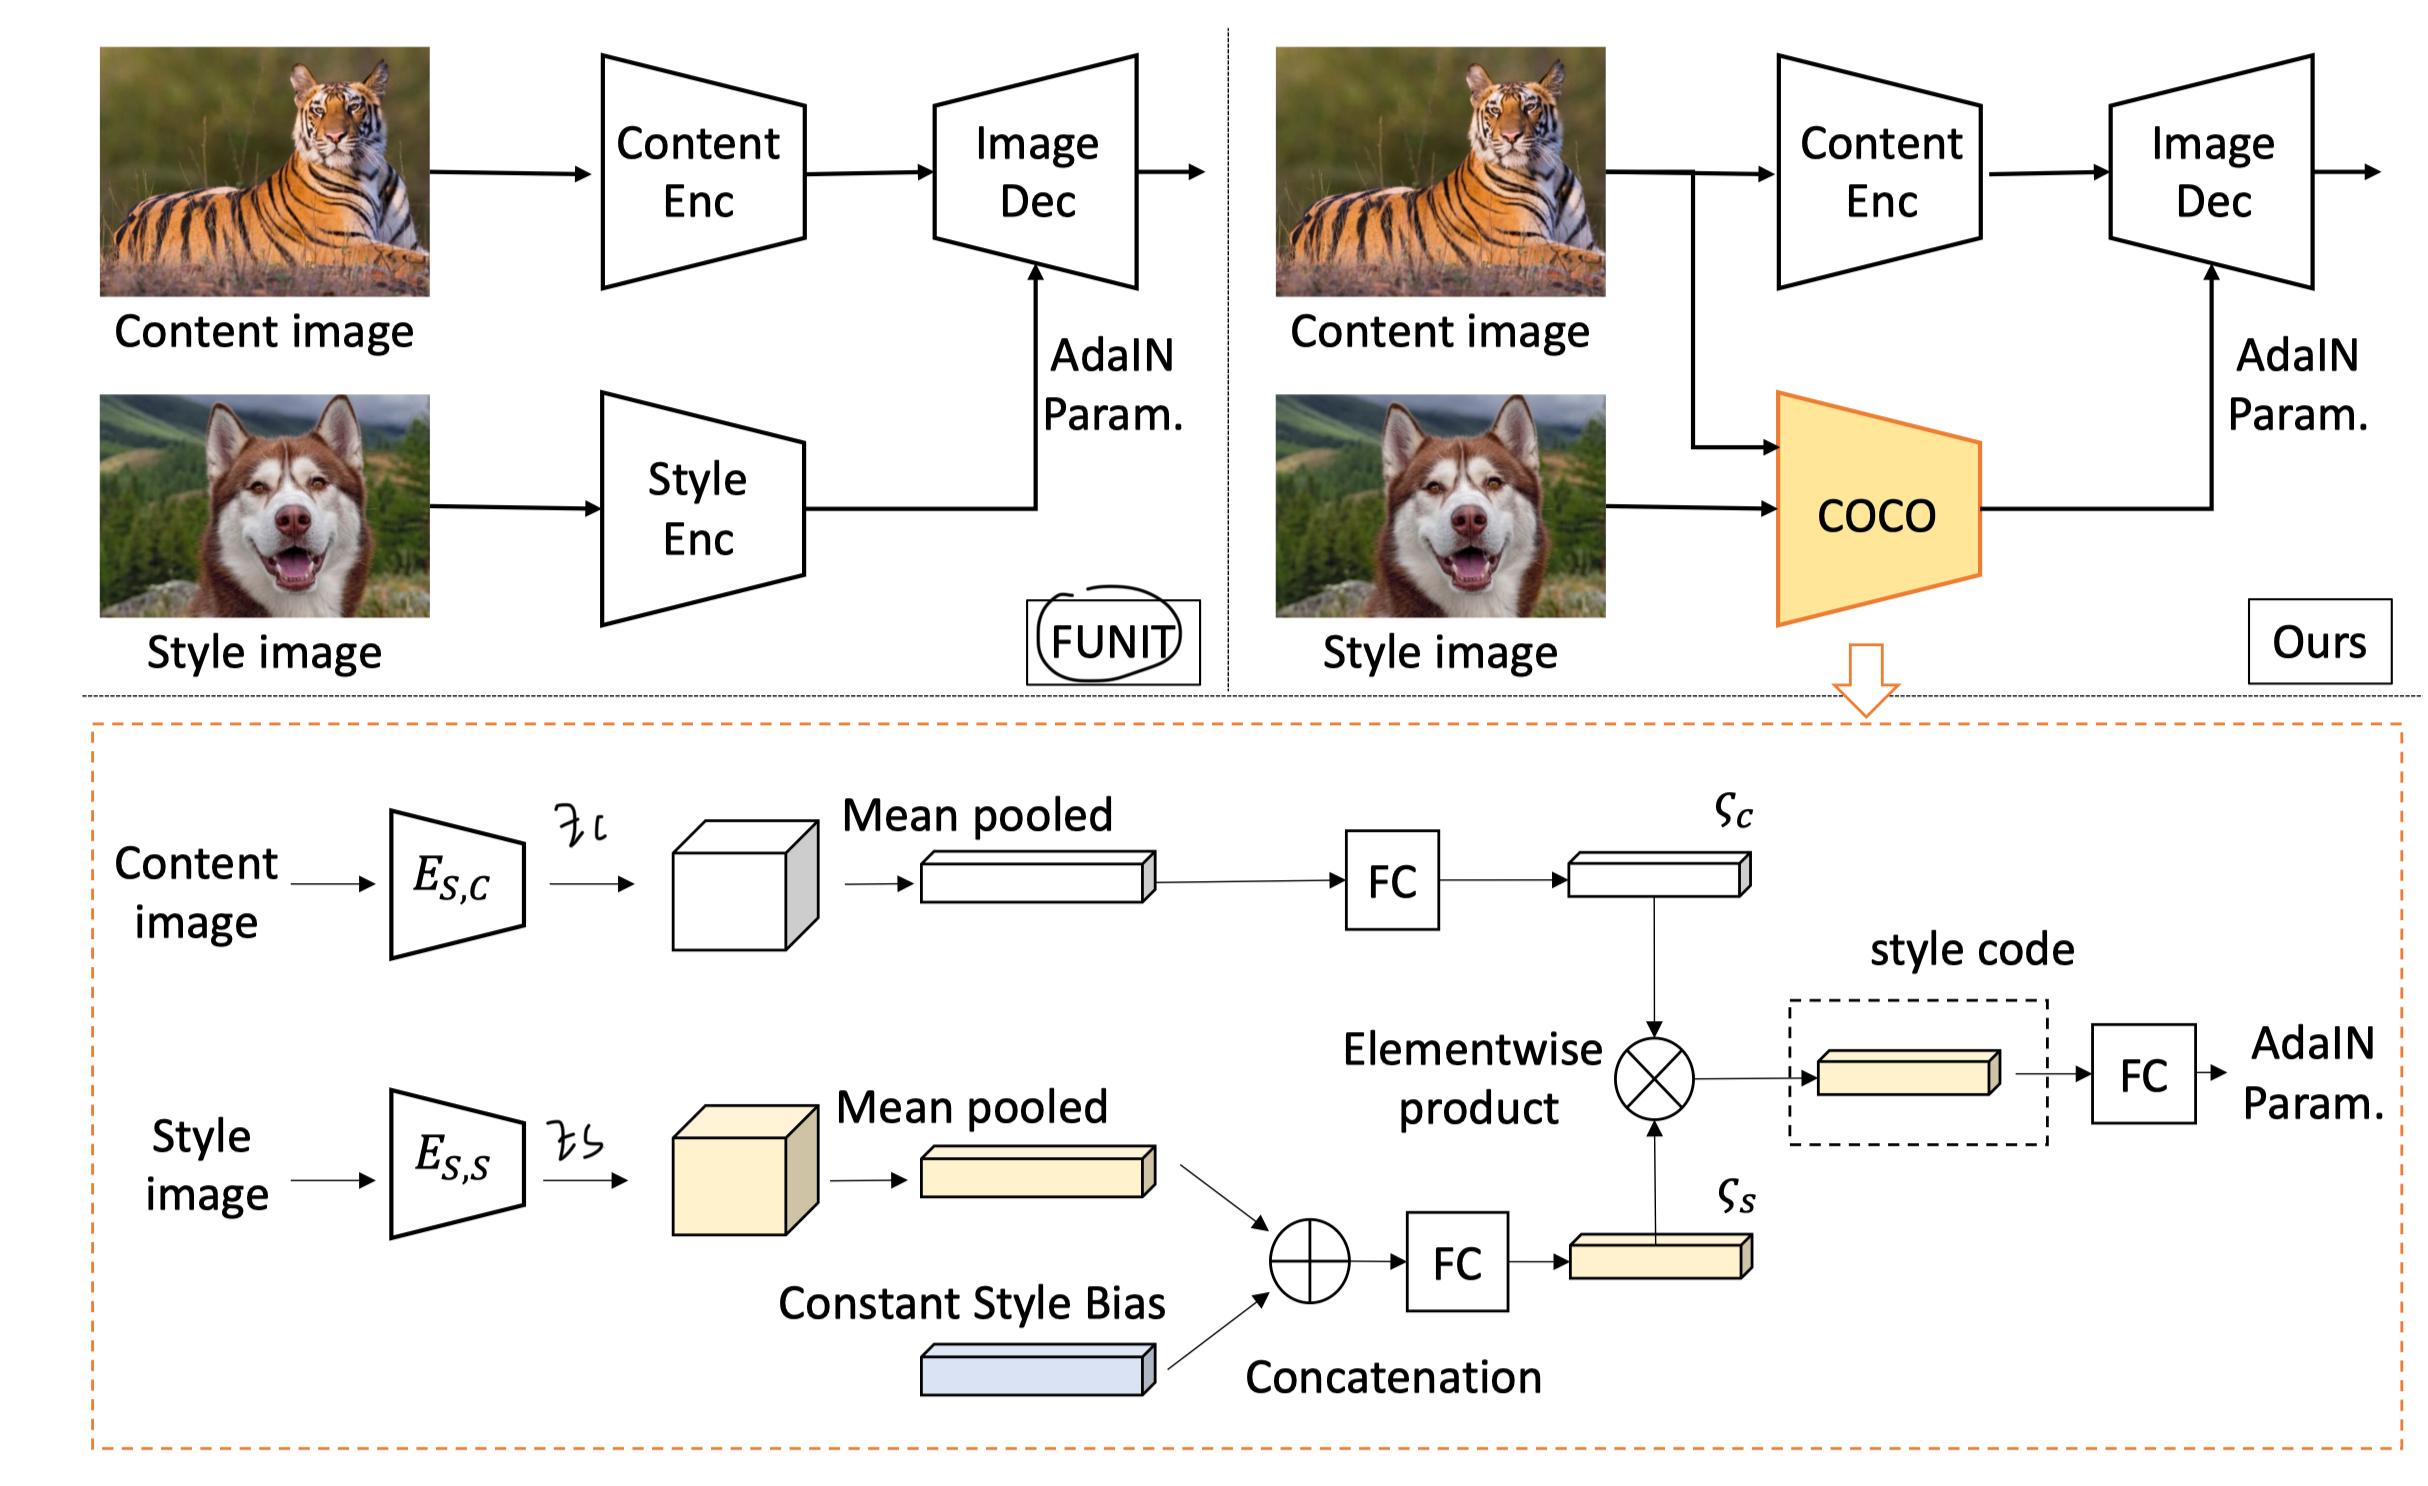 Content
Enc
Image
Dec
Content image
AdaIN
Param.
Style
Enc
Style image
FUNIT
Content
Enc
Image
Dec
Content image
AdaIN
Param.
COCO
Style image
Ours
Content
image
E_{S,C}
z_c
Mean pooled
FC
ς_c
style code
Elementwise
product
FC
AdaIN
Param.
Style
image
E_{S,S}
z_s
Mean pooled
FC
ς_s
Constant Style Bias
Concatenation